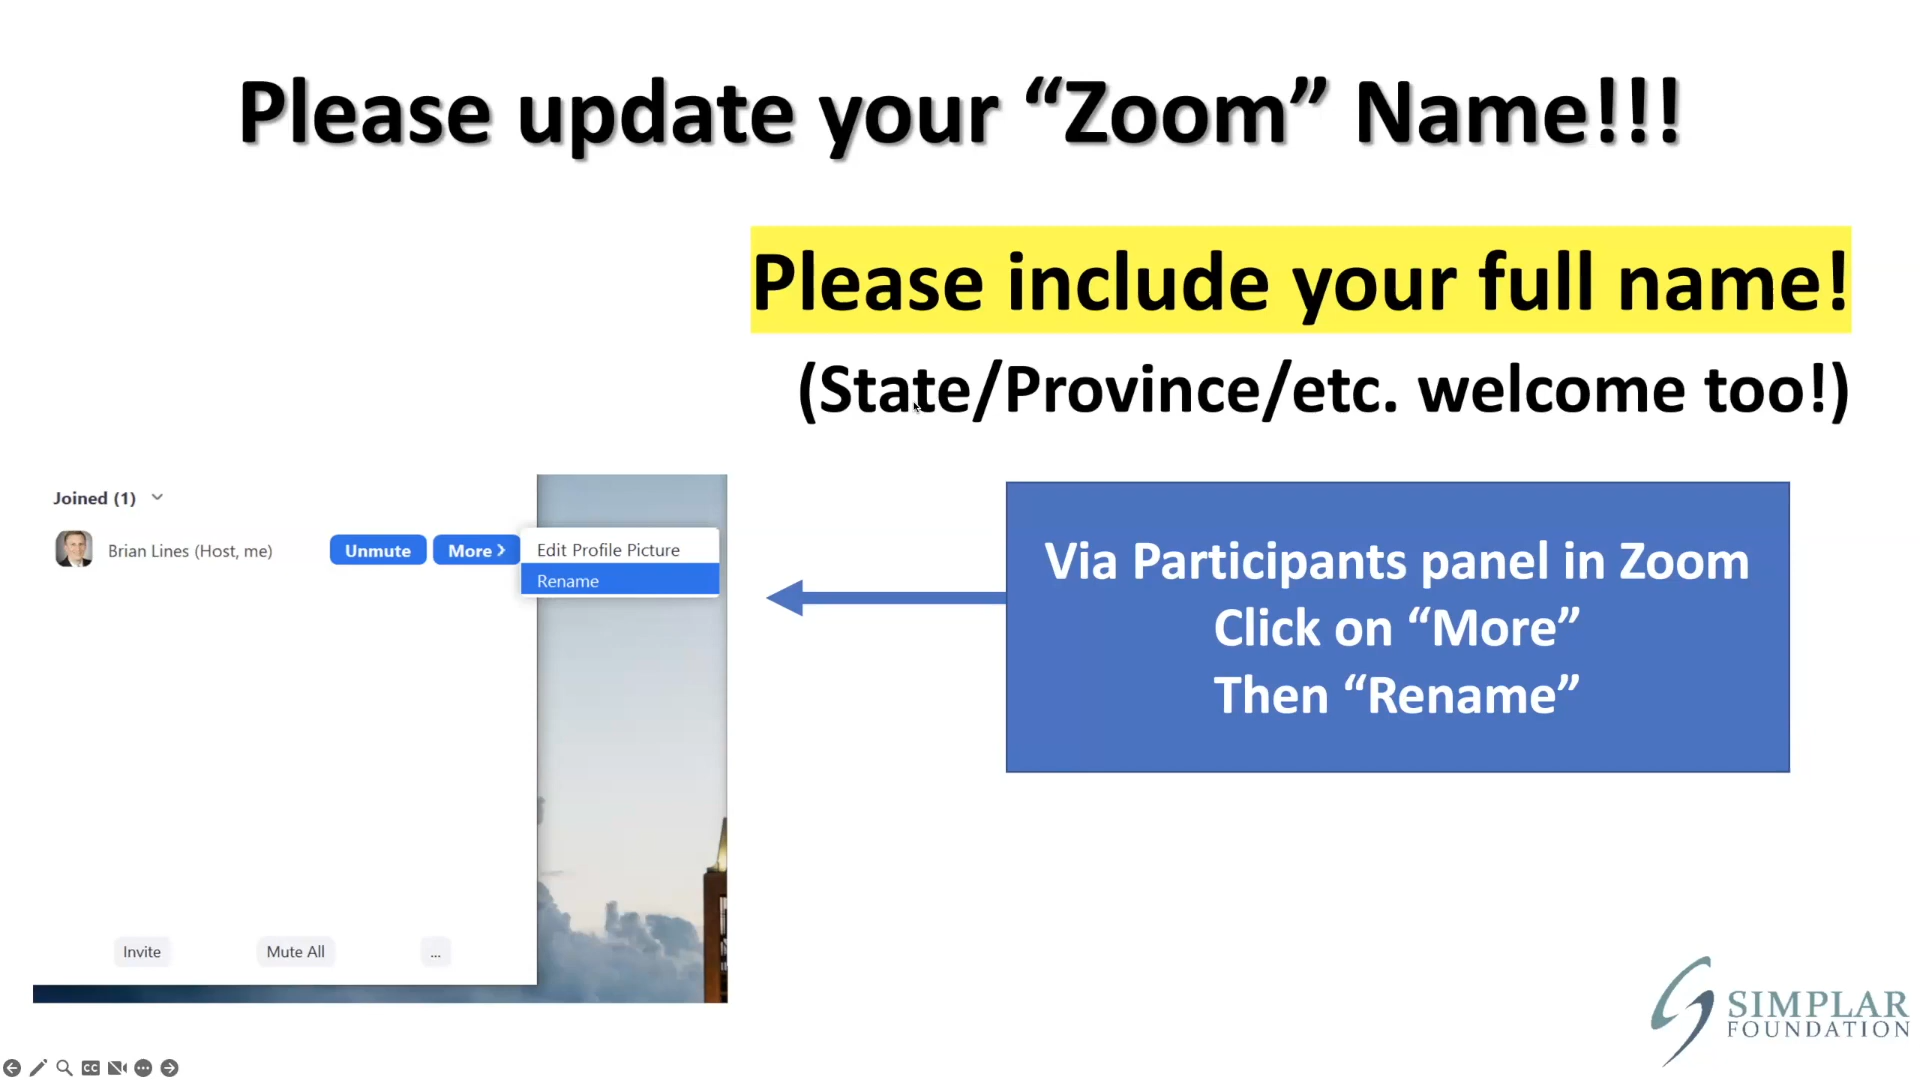 Please update your “Zoom” Name!!!
Please include your full name!
(State/Province/etc. welcome too!)
Joined (1)
Brian Lines (Host, me)
Unmute
More
Edit Profile Picture
Rename
Via Participants panel in Zoom
Click on “More”
Then “Rename”
Invite
Mute All
...
SIMPLAR
FOUNDATION
CC